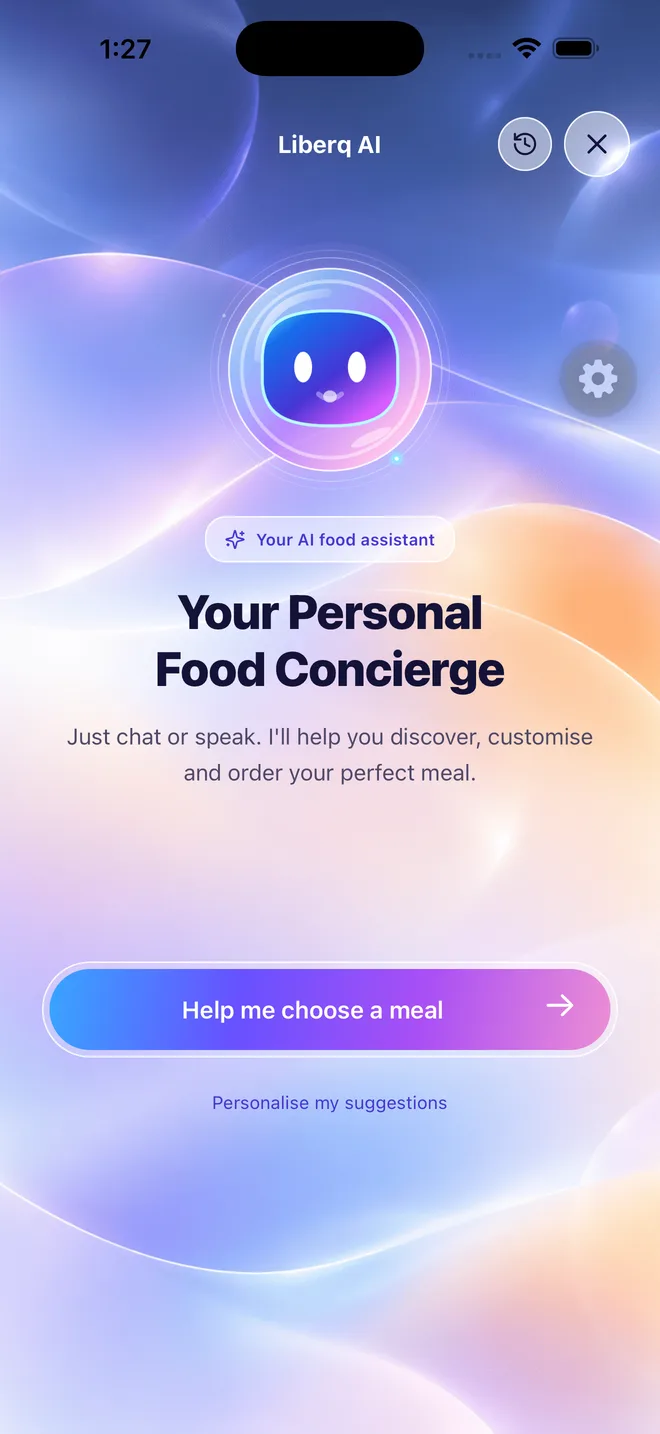 1:27
Liberq AI
Your AI food assistant
Your Personal
Food Concierge
Just chat or speak. I'll help you discover, customise
and order your perfect meal.
Help me choose a meal
Personalise my suggestions